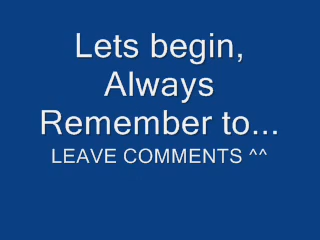 Lets begin,
Always
Remember to...
LEAVE COMMENTS ^^